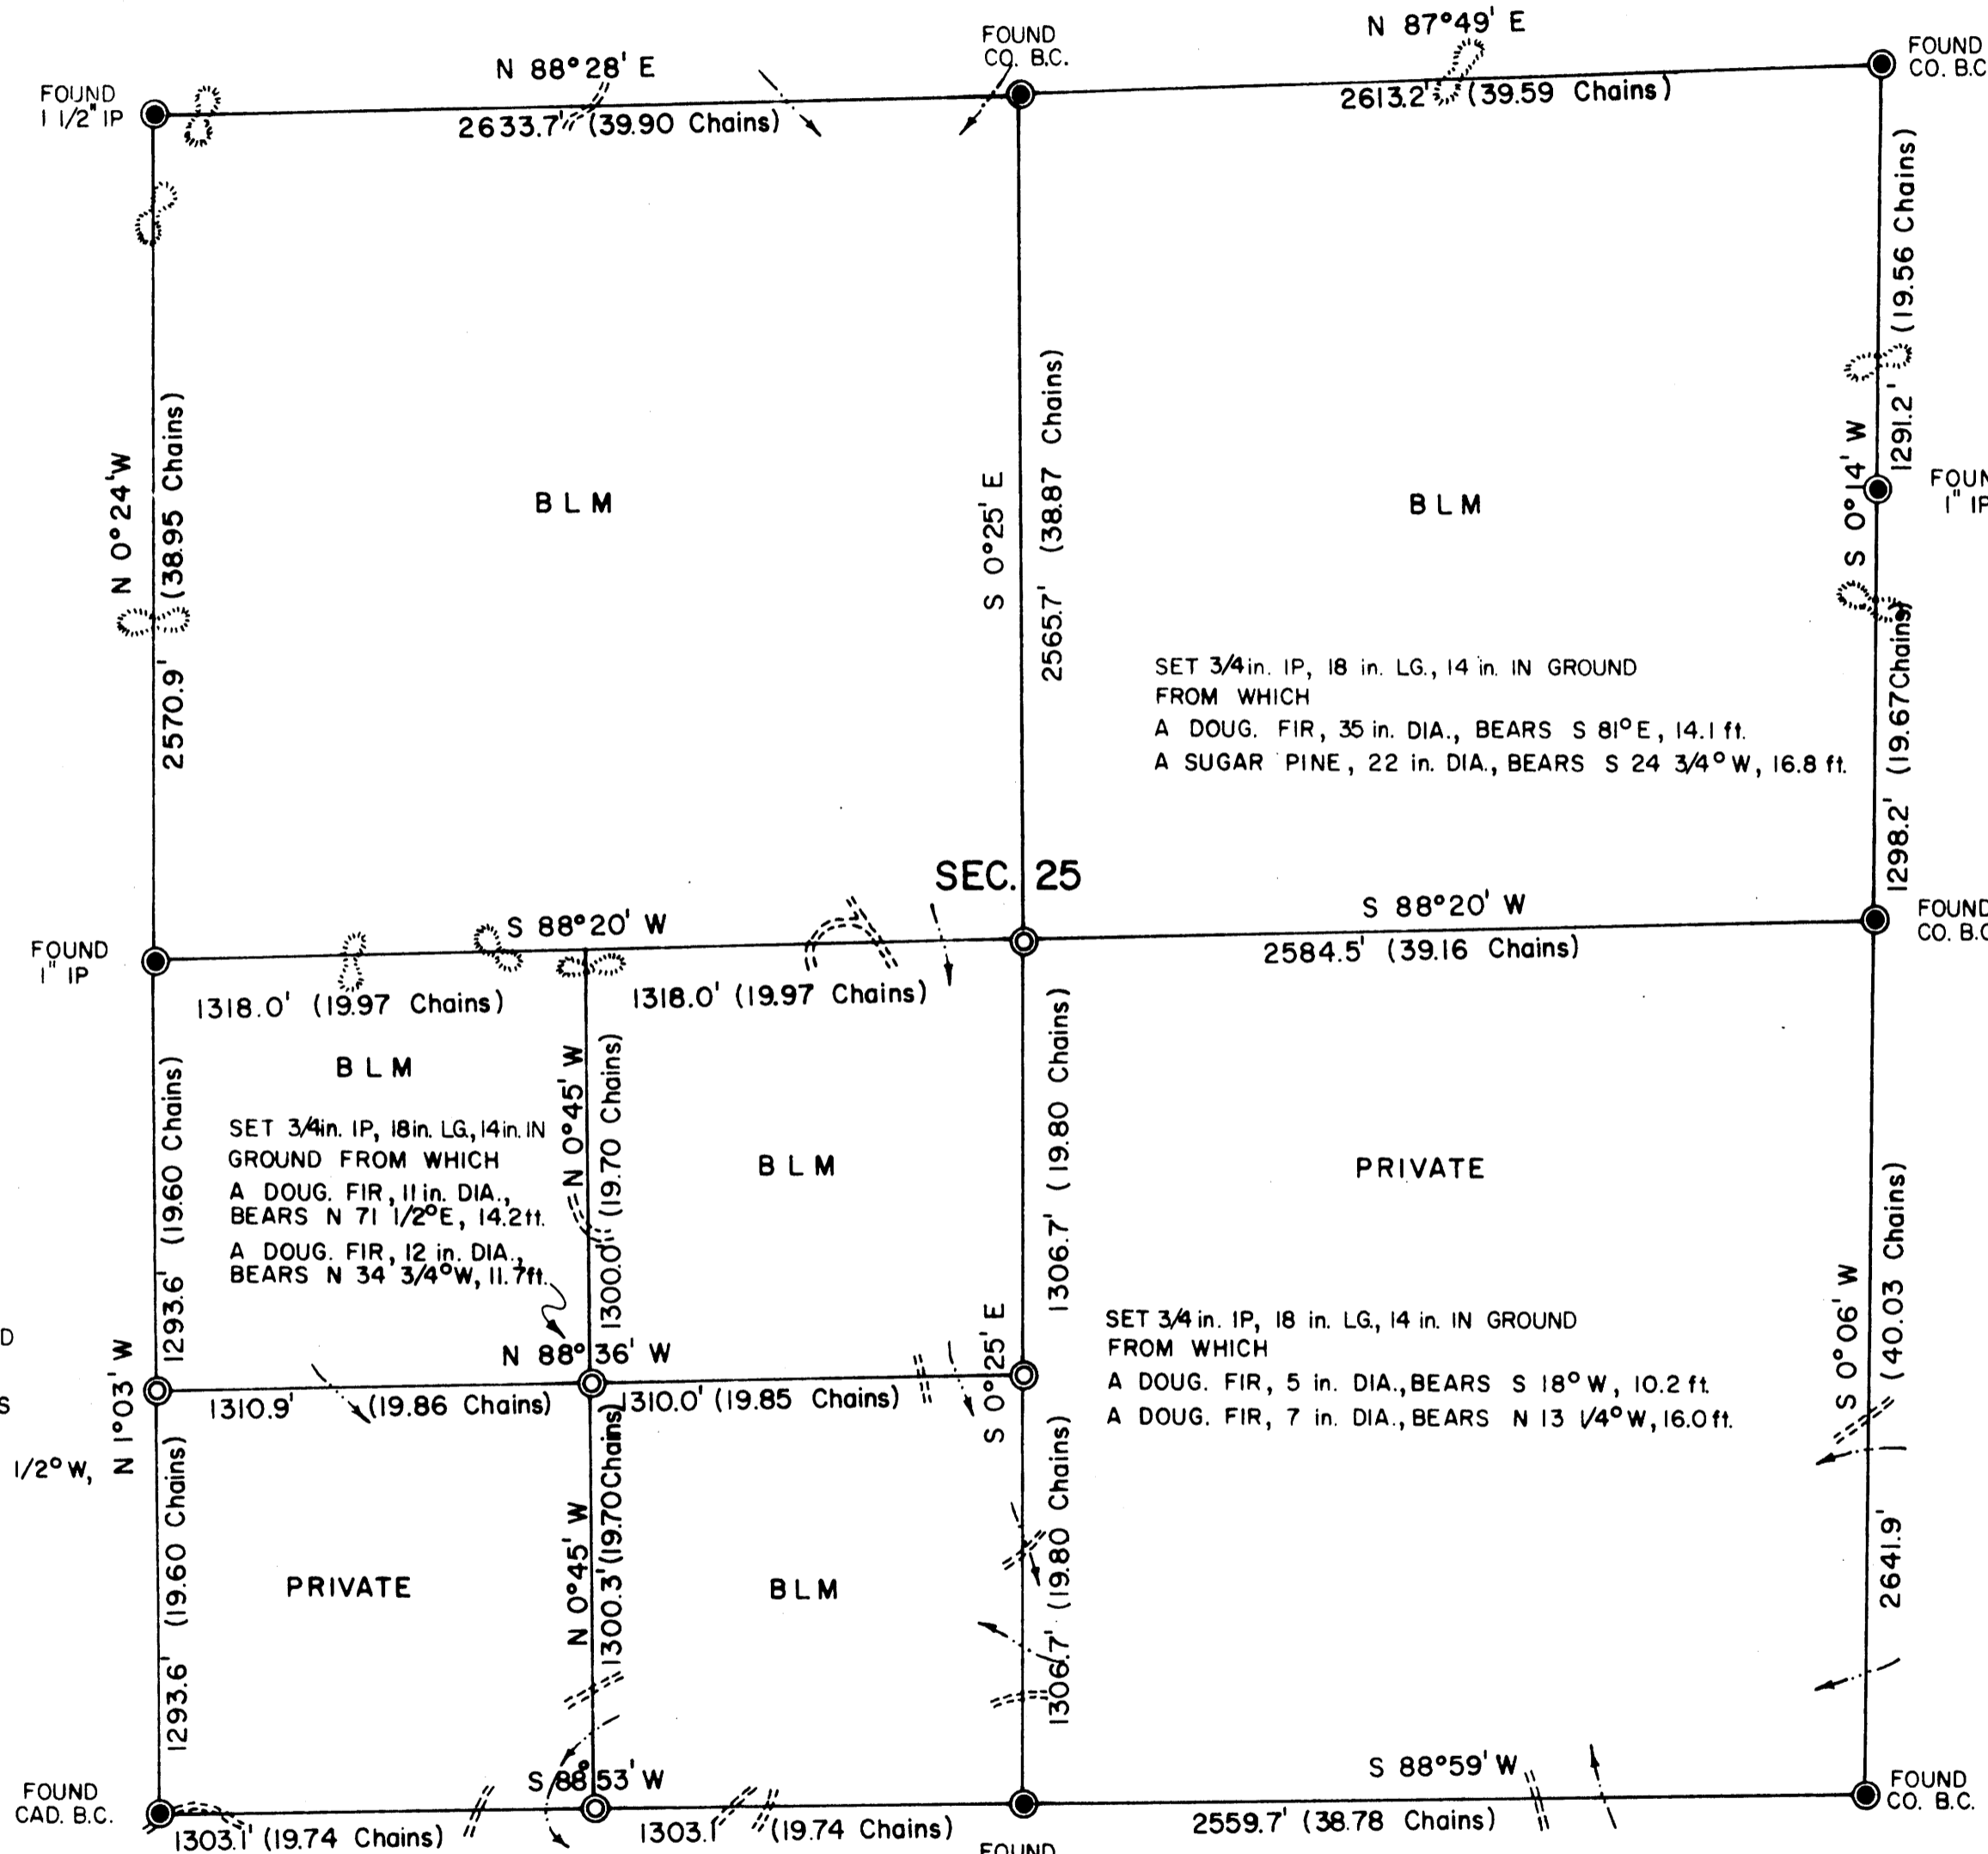 N 87°49' E
FOUND
CO. B.C.
FOUND
CO. B.C
N 88°28' E
FOUND
1 1/2" IP
2633.7' (39.90 Chains)
2613.2' (39.59 Chains)
1291.2' (19.56 Chains)
N 0°24' W
2570.9' (38.95 Chains)
S 0°25' E
2565.7' (38.87 Chains)
S 0°14' W
BLM
BLM
FOUN
1" IP
SET 3/4 in. IP, 18 in. LG., 14 in. IN GROUND
FROM WHICH
A DOUG. FIR, 35 in. DIA., BEARS S 81° E, 14.1 ft.
A SUGAR PINE, 22 in. DIA., BEARS S 24 3/4° W, 16.8 ft.
1298.2' (19.67 Chains)
SEC. 25
S 88°20' W
S 88°20' W
FOUND
CO. B.C
FOUND
1" IP
2584.5' (39.16 Chains)
1318.0' (19.97 Chains)
1318.0' (19.97 Chains)
BLM
1293.6' (19.60 Chains)
N 0°45' W
1300.0' (19.70 Chains)
1306.7' (19.80 Chains)
SET 3/4 in. IP, 18 in. LG., 14 in. IN
GROUND FROM WHICH
A DOUG. FIR, 11 in. DIA.,
BEARS N 71 1/2° E, 14.2 ft.
A DOUG. FIR, 12 in. DIA.,
BEARS N 34 3/4° W, 11.7 ft.
BLM
PRIVATE
S 0°06' W
2641.9' (40.03 Chains)
D
S
1/2° W,
N 1°03' W
N 88°36' W
1310.9' (19.86 Chains)
1310.0' (19.85 Chains)
S 0°25' E
SET 3/4 in. IP, 18 in. LG., 14 in. IN GROUND
FROM WHICH
A DOUG. FIR, 5 in. DIA., BEARS S 18° W, 10.2 ft.
A DOUG. FIR, 7 in. DIA., BEARS N 13 1/4° W, 16.0 ft.
1293.6' (19.60 Chains)
N 0°45' W
1300.3' (19.70 Chains)
1306.7' (19.80 Chains)
PRIVATE
BLM
S 88°53' W
S 88°59' W
FOUND
CAD. B.C.
FOUND
CO. B.C.
1303.1' (19.74 Chains)
1303.1' (19.74 Chains)
2559.7' (38.78 Chains)
FOUND